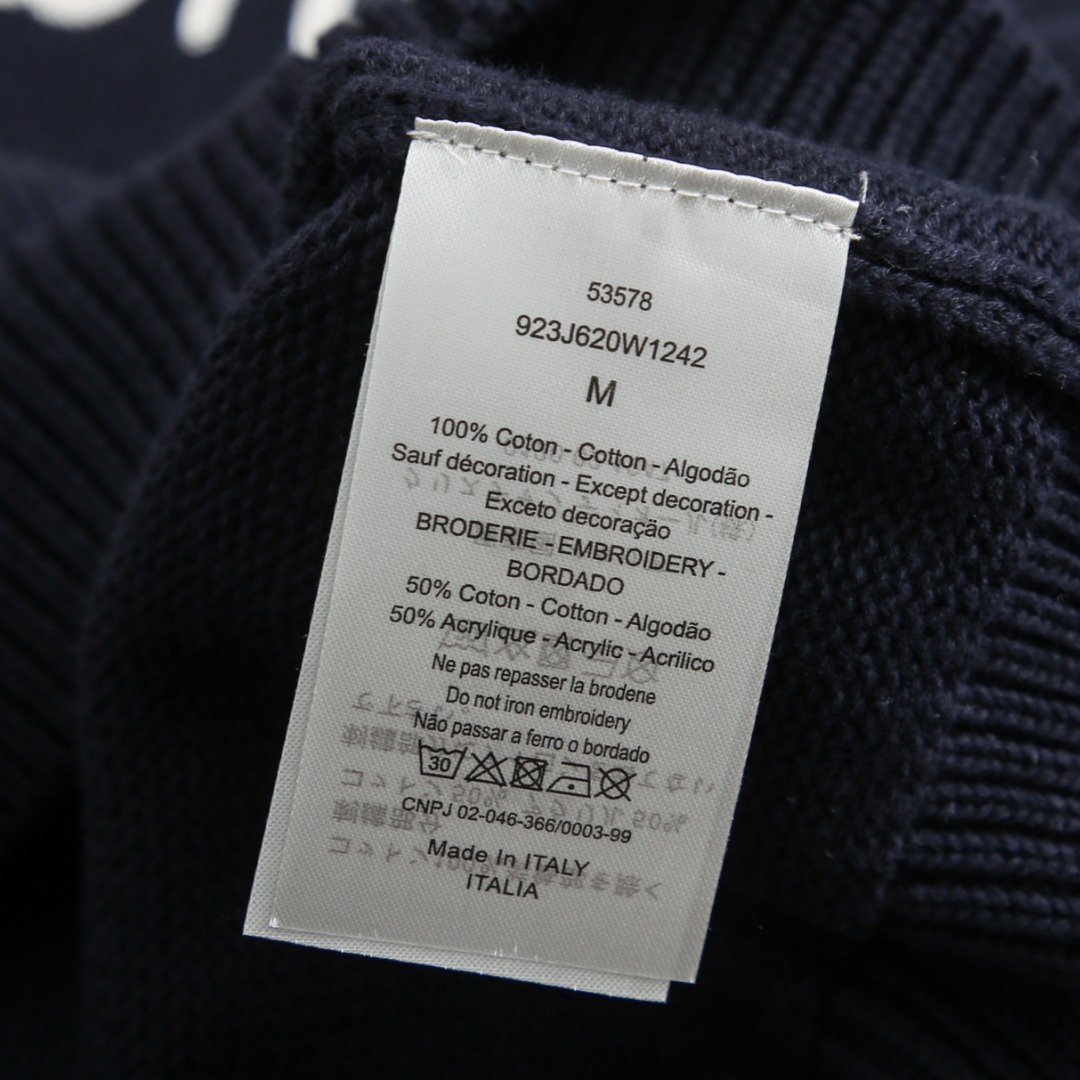 53578
923J620W1242
M
100% Coton - Cotton - Algodão
Sauf décoration - Except decoration -
Exceto decoração
BRODERIE - EMBROIDERY -
BORDADO
50% Coton - Cotton - Algodão
50% Acrylique - Acrylic - Acrilico
Ne pas repasser la brodene
Do not iron embroidery
Não passar a ferro o bordado
30
CNPJ 02-046-366/0003-99
Made In ITALY
ITALIA